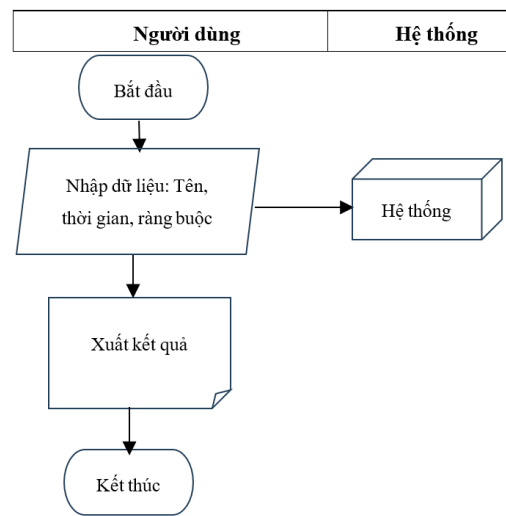 Người dùng
Hệ thống
Bắt đầu
Nhập dữ liệu: Tên,
thời gian, ràng buộc
Hệ thống
Xuất kết quả
Kết thúc